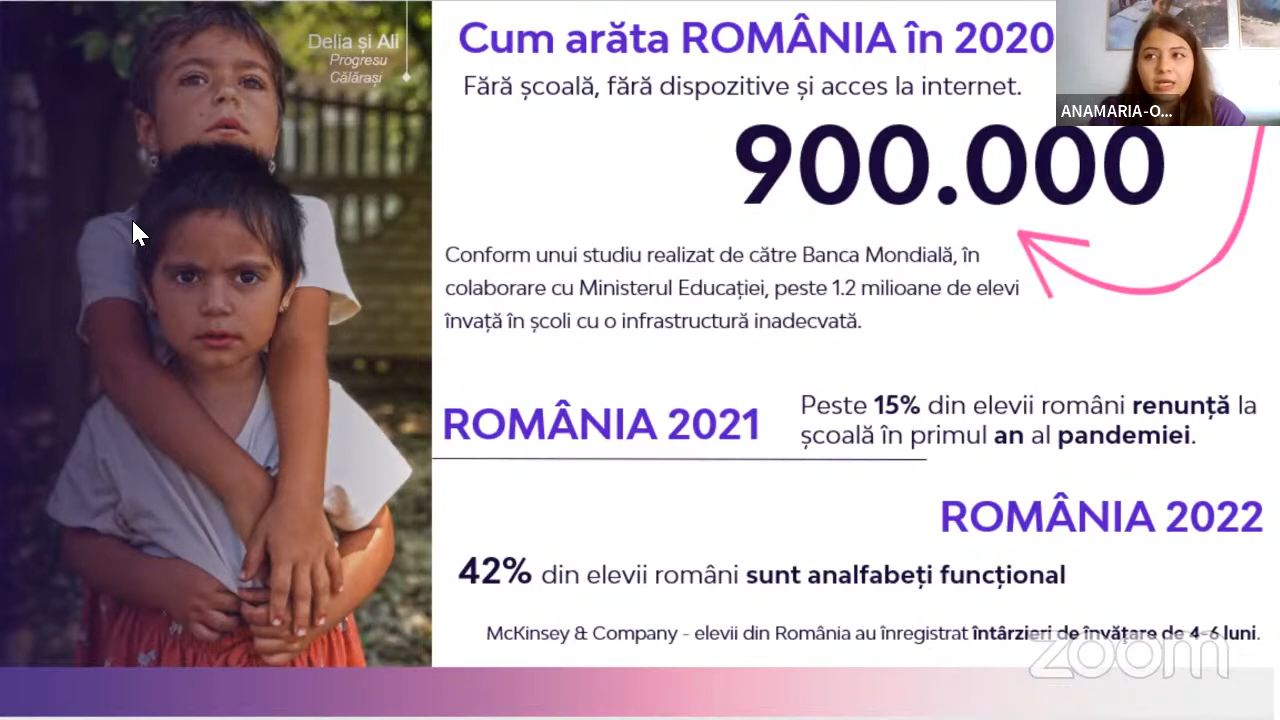 Delia și Ali
Progresu
Călărași
Cum arăta ROMÂNIA în 2020
Fără școală, fără dispozitive și acces la internet.
ANAMARIA-O...
900.000
Conform unui studiu realizat de către Banca Mondială, în
colaborare cu Ministerul Educației, peste 1.2 milioane de elevi
învață în școli cu o infrastructură inadecvată.
ROMÂNIA 2021
Peste 15% din elevii români renunță la
școală în primul an al pandemiei.
ROMÂNIA 2022
42% din elevii români sunt analfabeți funcțional
McKinsey & Company - elevii din România au înregistrat întârzieri de învățare de 4-6 luni.
zoom